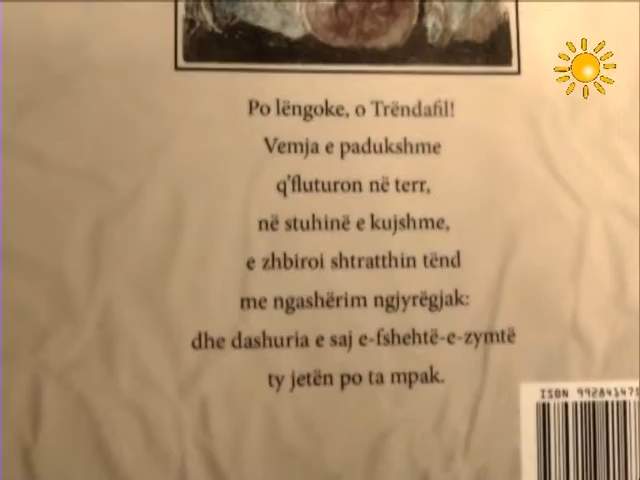 Po lëngoke, o Trëndafil!
Vemja e padukshme
q'fluturon në terr,
në stuhinë e kujshme,
e zhbiroi shtratthin tënd
me ngashërim ngjyrëgjak:
dhe dashuria e saj e-fshehtë-e-zymtë
ty jetën po ta mpak.
ISBN